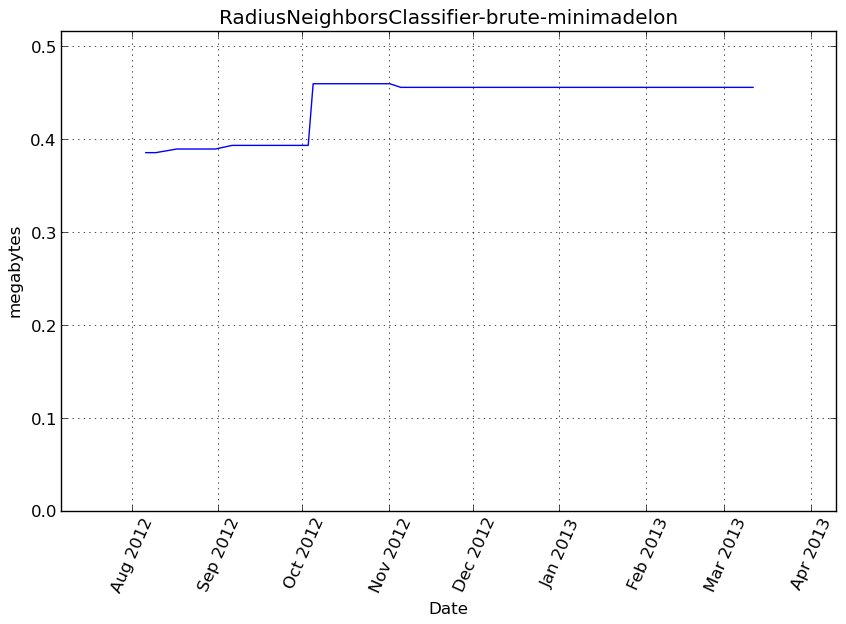 RadiusNeighborsClassifier-brute-minimadelon
0.5
0.4
0.3
0.2
0.1
0.0
megabytes
Aug 2012
Sep 2012
Oct 2012
Nov 2012
Dec 2012
Jan 2013
Feb 2013
Mar 2013
Apr 2013
Date